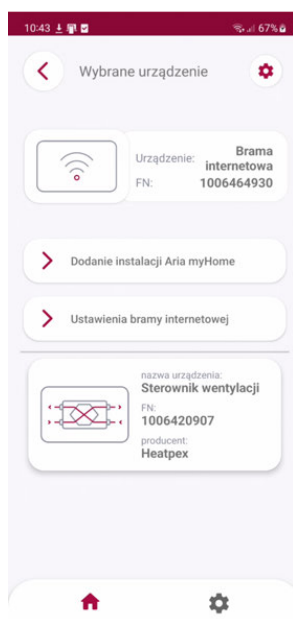 10:43 67%
Wybrane urządzenie
Urządzenie: Brama
internetowa
FN: 1006464930
Dodanie instalacji Aria myHome
Ustawienia bramy internetowej
nazwa urządzenia:
Sterownik wentylacji
FN:
1006420907
producent:
Heatpex